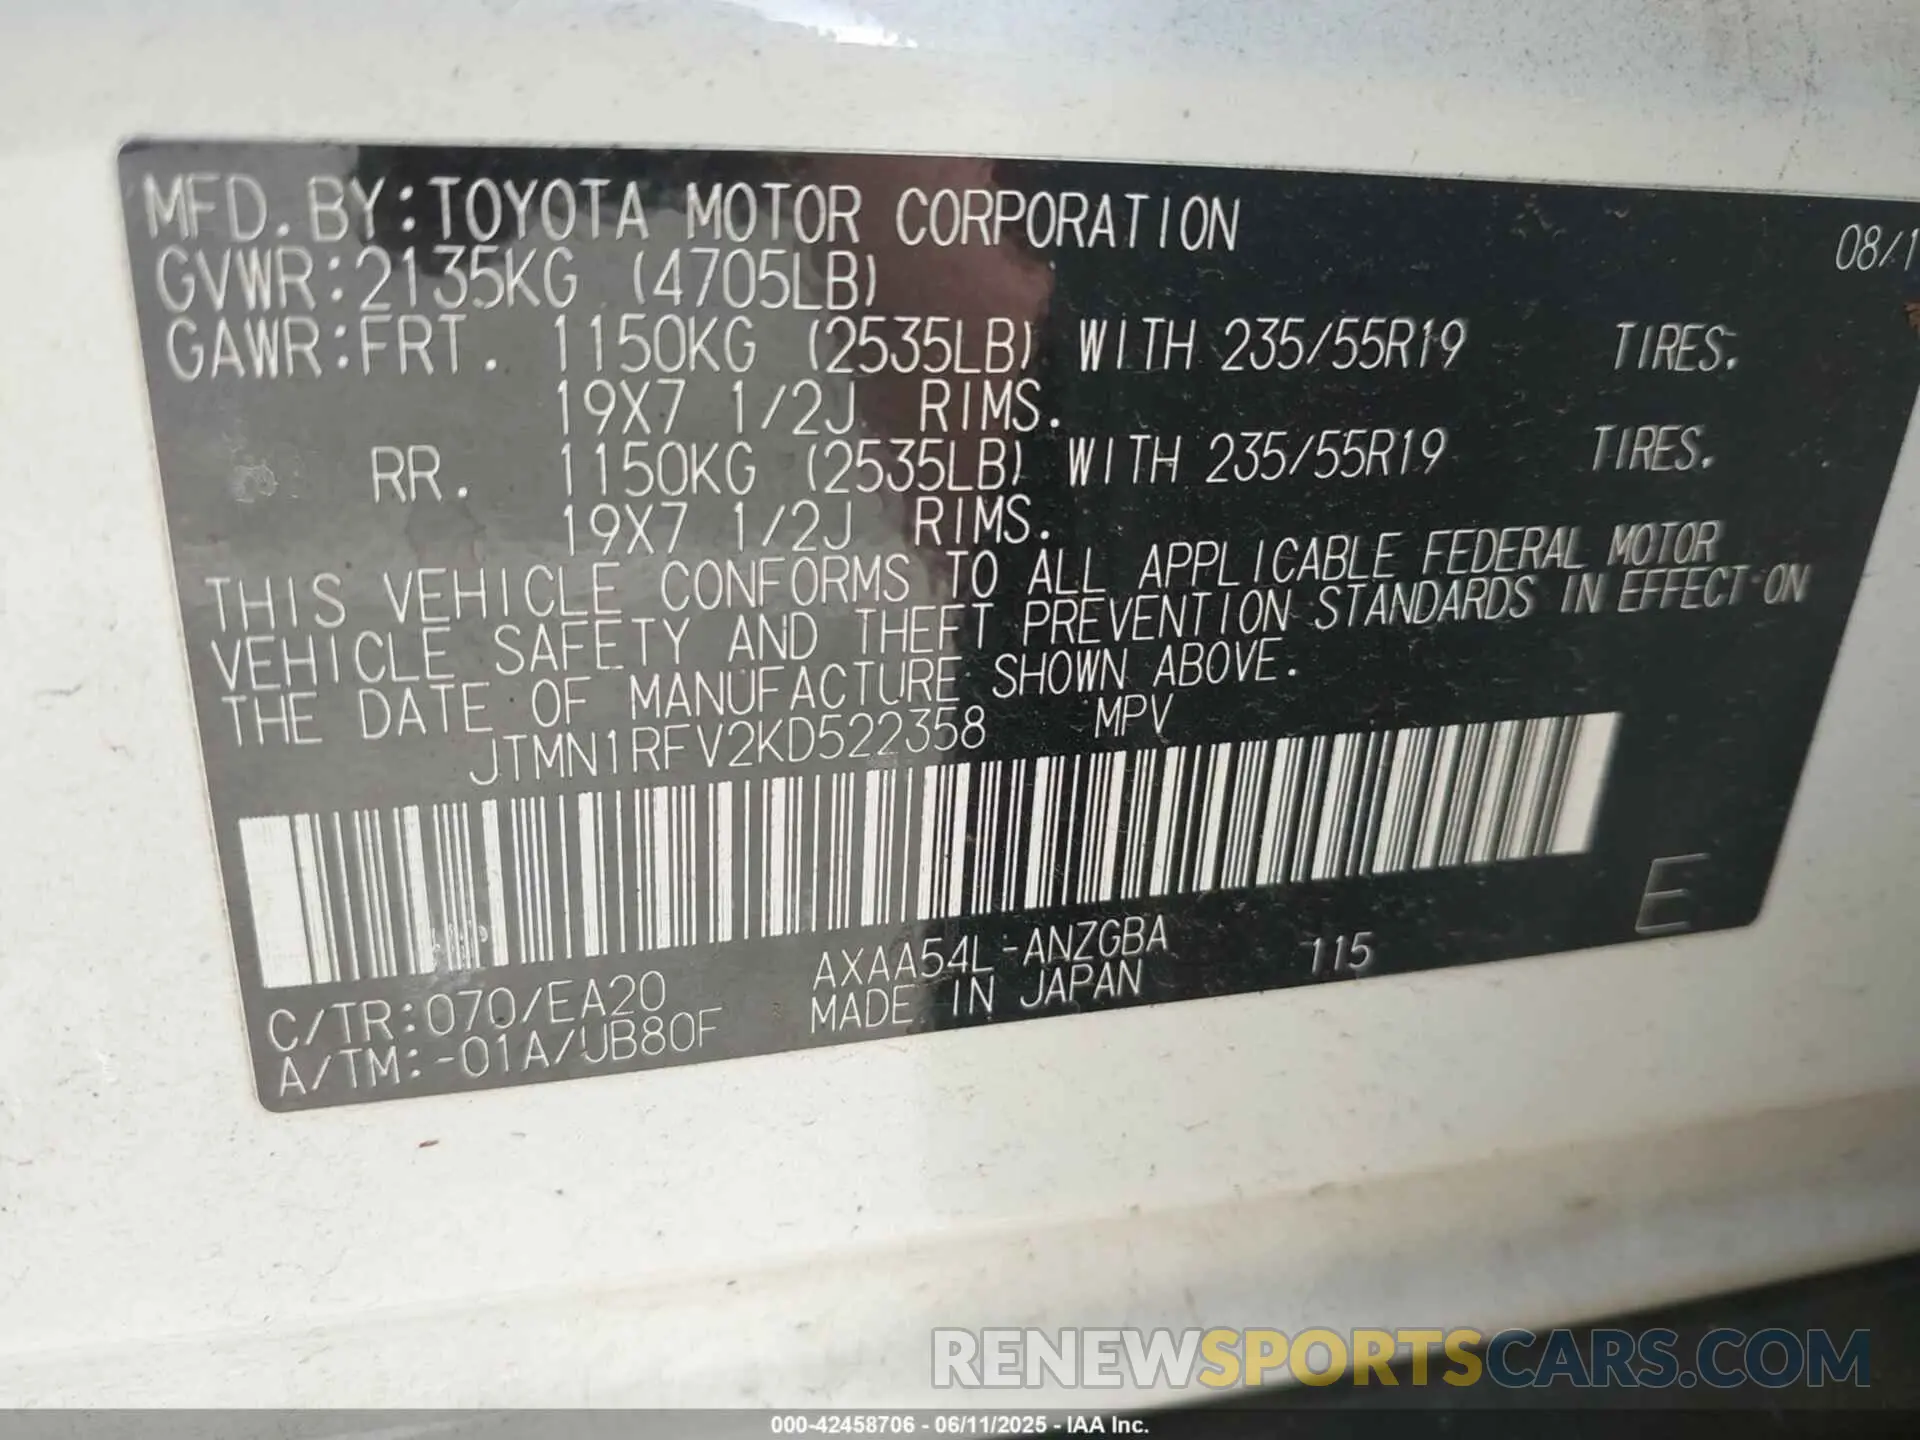 MFD. BY:TOYOTA MOTOR CORPORATION 08/1
GVWR:2135KG (4705LB)
GAWR:FRT. 1150KG (2535LB) WITH 235/55R19 TIRES.
19X7 1/2J RIMS.
RR. 1150KG (2535LB) WITH 235/55R19 TIRES.
19X7 1/2J RIMS.
THIS VEHICLE CONFORMS TO ALL APPLICABLE FEDERAL MOTOR
VEHICLE SAFETY AND THEFT PREVENTION STANDARDS IN EFFECT ON
THE DATE OF MANUFACTURE SHOWN ABOVE.
JTMN1RFV2KD522358 MPV
E
C/TR:070/EA20 AXAA54L-ANZGBA 115
A/TM:-01A/UB80F MADE IN JAPAN
RENEWSPORTSCARS.COM
000-42458706 - 06/11/2025 - IAA Inc.